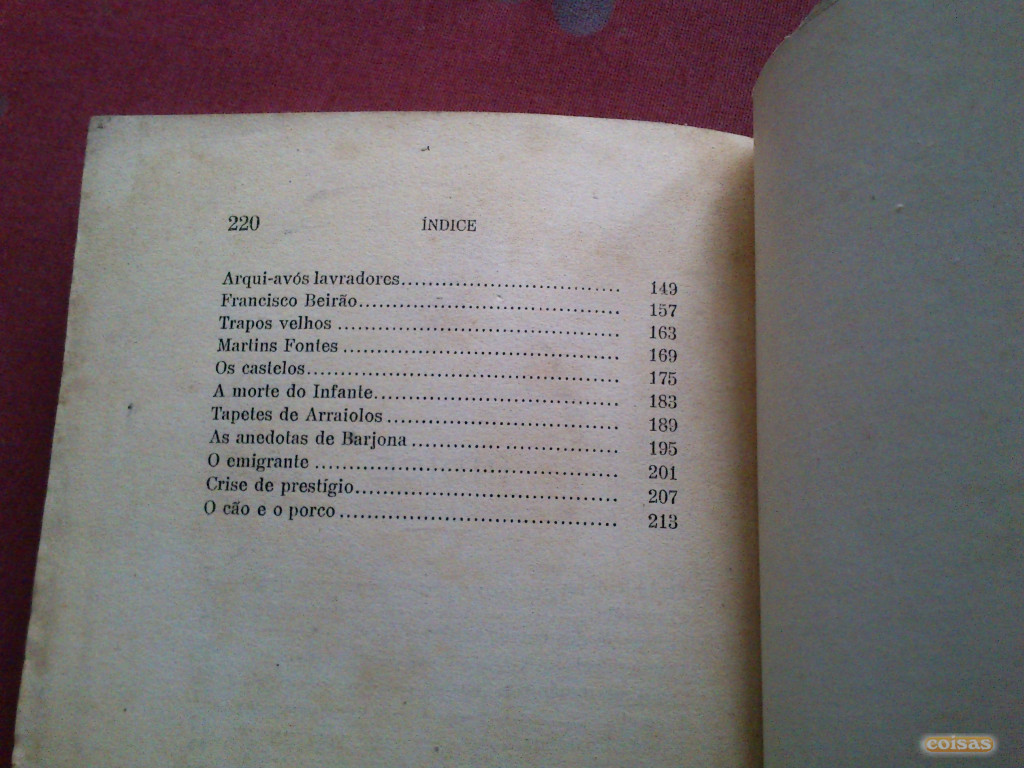 220 ÍNDICE
Arqui-avós lavradores.................................. 149
Francisco Beirão........................................ 157
Trapos velhos ........................................... 163
Martins Fontes .......................................... 169
Os castelos................................................ 175
A morte do Infante...................................... 183
Tapetes de Arraiolos .................................... 189
As anedotas de Barjona ................................ 195
O emigrante .............................................. 201
Crise de prestígio......................................... 207
O cão e o porco .......................................... 213
coisas